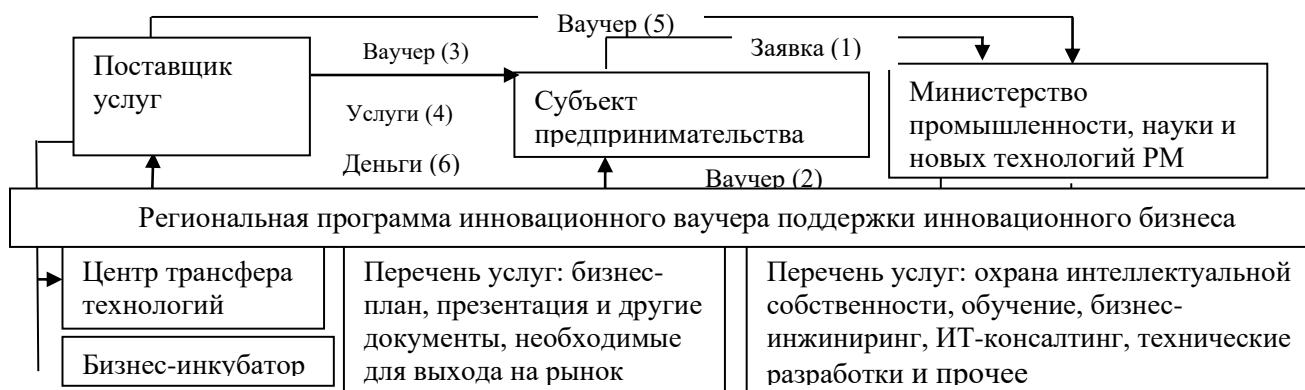 Ваучер (5)
Ваучер (3)
Заявка (1)
Поставщик
услуг
Услуги (4)
Деньги (6)
Субъект
предпринимательства
Министерство
промышленности, науки и
новых технологий РМ
Ваучер (2)
Региональная программа инновационного ваучера поддержки инновационного бизнеса
Центр трансфера
технологий
Бизнес-инкубатор
Перечень услуг: бизнес-
план, презентация и другие
документы, необходимые
для выхода на рынок
Перечень услуг: охрана интеллектуальной
собственности, обучение, бизнес-
инжиниринг, ИТ-консалтинг, технические
разработки и прочее